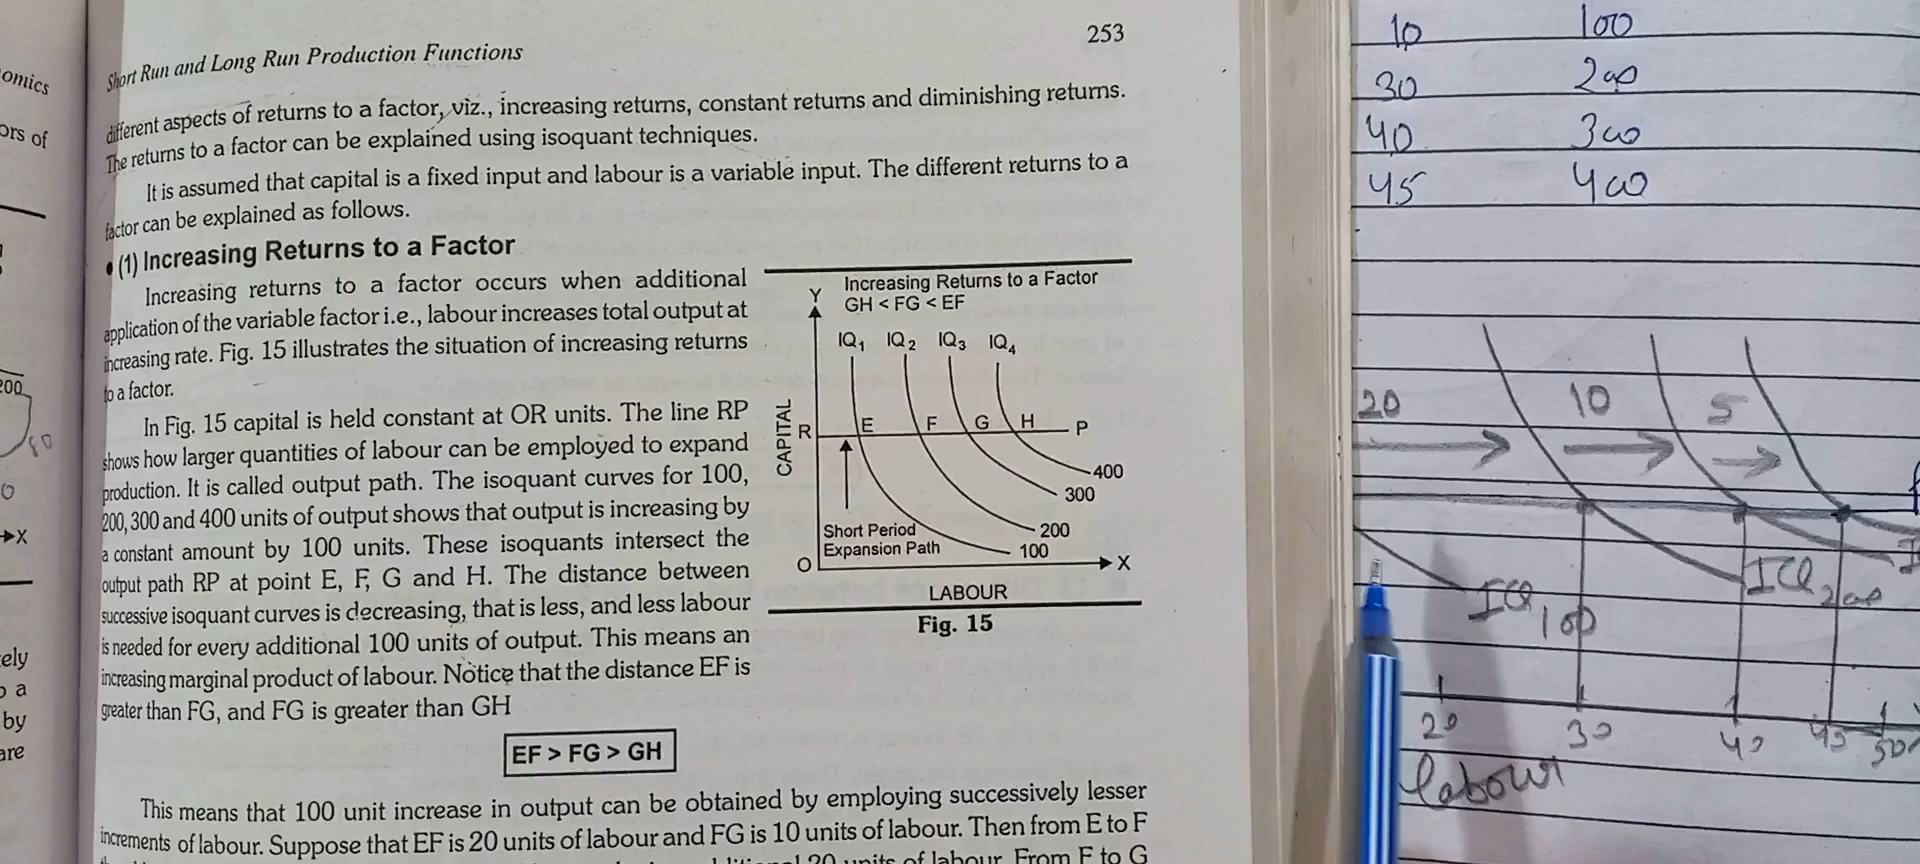 omics
ors of
200
80
0
X
ely
o a
by
are
Short Run and Long Run Production Functions
253
different aspects of returns to a factor, viz., increasing returns, constant returns and diminishing returns.
The returns to a factor can be explained using isoquant techniques.
It is assumed that capital is a fixed input and labour is a variable input. The different returns to a
factor can be explained as follows.
• (1) Increasing Returns to a Factor
Increasing returns to a factor occurs when additional
application of the variable factor i.e., labour increases total output at
increasing rate. Fig. 15 illustrates the situation of increasing returns
to a factor.
In Fig. 15 capital is held constant at OR units. The line RP
shows how larger quantities of labour can be employed to expand
production. It is called output path. The isoquant curves for 100,
200, 300 and 400 units of output shows that output is increasing by
a constant amount by 100 units. These isoquants intersect the
output path RP at point E, F, G and H. The distance between
successive isoquant curves is decreasing, that is less, and less labour
is needed for every additional 100 units of output. This means an
increasing marginal product of labour. Notice that the distance EF is
greater than FG, and FG is greater than GH
EF > FG > GH
This means that 100 unit increase in output can be obtained by employing successively lesser
increments of labour. Suppose that EF is 20 units of labour and FG is 10 units of labour. Then from E to F
20 units of labour. From F to G
Increasing Returns to a Factor
GH < FG < EF
Y
IQ1 IQ2 IQ3 IQ4
CAPITAL
R E F G H P
400
300
200
100
Short Period
Expansion Path
O X
LABOUR
Fig. 15
10 100
30 200
40 300
45 400
20 10 5
ICQ 100
ICQ 200
20 30 40 45 50
labour